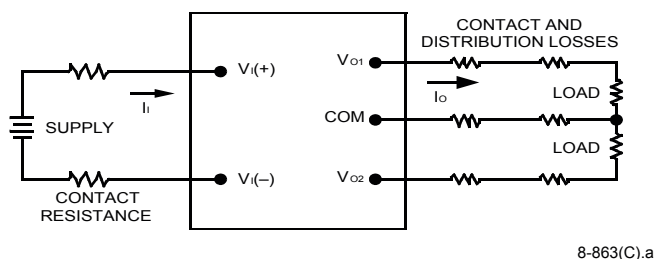 CONTACT AND
DISTRIBUTION LOSSES
VI(+)
VO1
II
IO
LOAD
SUPPLY
COM
LOAD
VI(–)
VO2
CONTACT
RESISTANCE
8-863(C).a